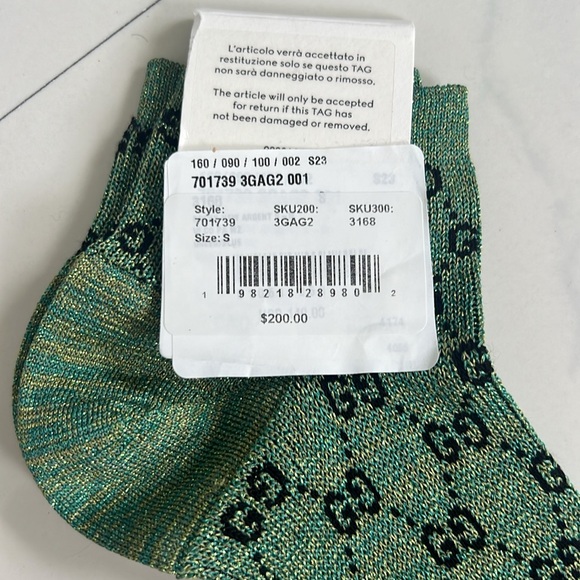 L'articolo verrà accettato in
restituzione solo se questo TAG
non sarà danneggiato o rimosso.
The article will only be accepted
for return if this TAG has
not been damaged or removed.
160 / 090 / 100 / 002 S23
701739 3GAG2 001
Style: SKU200: SKU300:
701739 3GAG2 3168
Size: S
1 98218 28980 2
$200.00